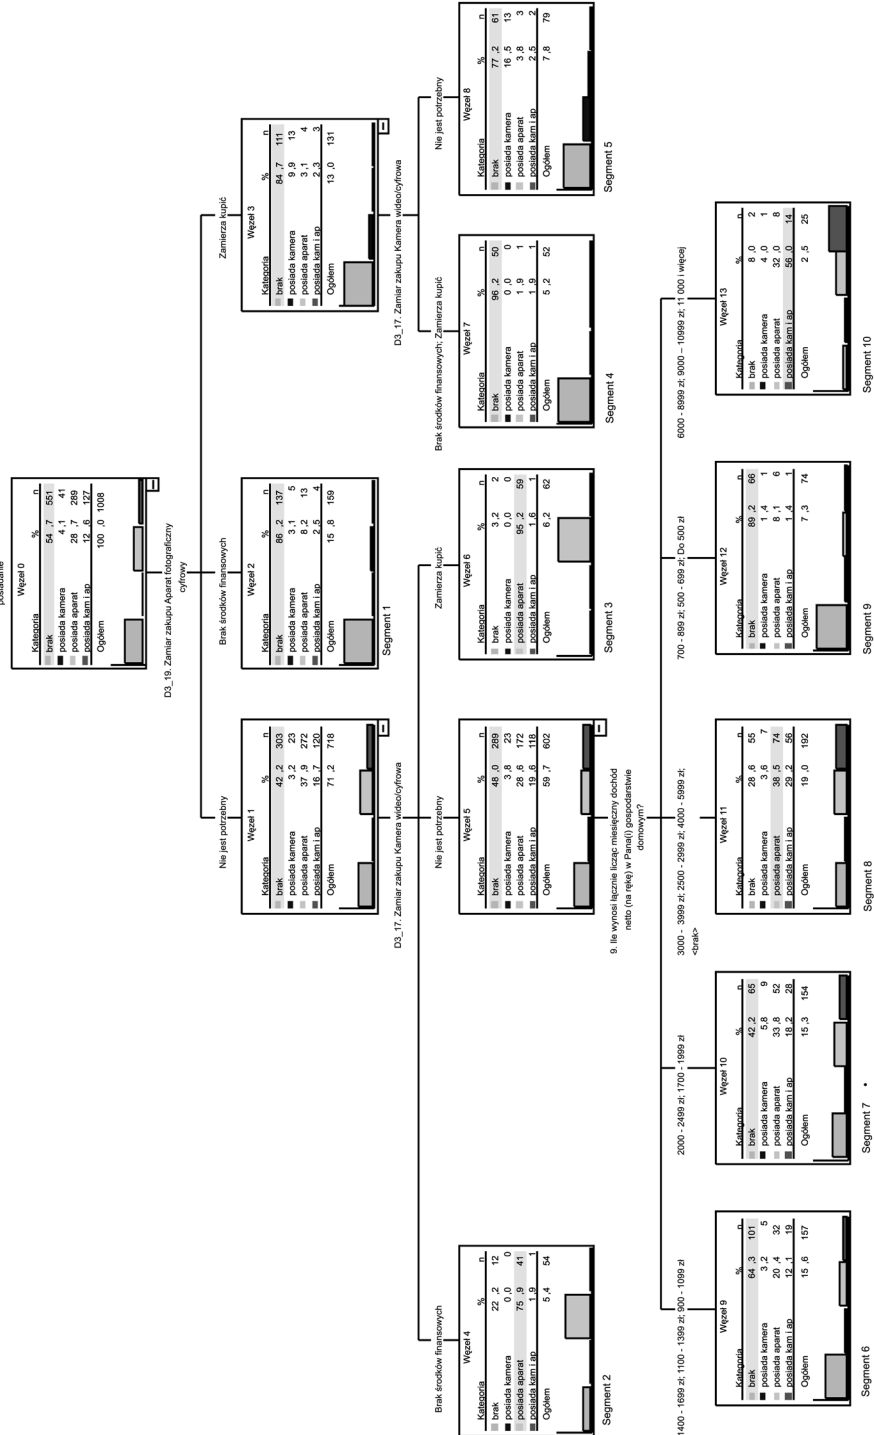 posiadanie
Węzeł 0
Kategoria % n
brak 54 ,7 551
posiada kamera 4,1 41
posiada aparat 28 ,7 289
posiada kam i ap 12 ,6 127
Ogółem 100 ,0 1008
D3_19. Zamiar zakupu Aparat fotograficzny
cyfrowy
Nie jest potrzebny
Brak środków finansowych
Zamierza kupić
Węzeł 1
Kategoria % n
brak 42 ,2 303
posiada kamera 3,2 23
posiada aparat 37 ,9 272
posiada kam i ap 16 ,7 120
Ogółem 71 ,2 718
Węzeł 2
Kategoria % n
brak 86 ,2 137
posiada kamera 3,1 5
posiada aparat 8 ,2 13
posiada kam i ap 2,5 4
Ogółem 15 ,8 159
Segment 1
Węzeł 3
Kategoria % n
brak 84 ,7 111
posiada kamera 9,9 13
posiada aparat 3,1 4
posiada kam i ap 2,3 3
Ogółem 13 ,0 131
D3_17. Zamiar zakupu Kamera wideo/cyfrowa
D3_17. Zamiar zakupu Kamera wideo/cyfrowa
Brak środków finansowych
Nie jest potrzebny
Zamierza kupić
Brak środków finansowych; Zamierza kupić
Nie jest potrzebny
Węzeł 4
Kategoria % n
brak 22 ,2 12
posiada kamera 0,0 0
posiada aparat 75 ,9 41
posiada kam i ap 1,9 1
Ogółem 5,4 54
Segment 2
Węzeł 5
Kategoria % n
brak 48 ,0 289
posiada kamera 3,8 23
posiada aparat 28 ,6 172
posiada kam i ap 19 ,6 118
Ogółem 59 ,7 602
Węzeł 6
Kategoria % n
brak 3 ,2 2
posiada kamera 0,0 0
posiada aparat 95 ,2 59
posiada kam i ap 1,6 1
Ogółem 6 ,2 62
Segment 3
Węzeł 7
Kategoria % n
brak 96 ,2 50
posiada kamera 0,0 0
posiada aparat 1 ,9 1
posiada kam i ap 1,9 1
Ogółem 5 ,2 52
Segment 4
Węzeł 8
Kategoria % n
brak 77 ,2 61
posiada kamera 16 ,5 13
posiada aparat 3 ,8 3
posiada kam i ap 2,5 2
Ogółem 7 ,8 79
Segment 5
9. Ile wynosi łącznie licząc miesięczny dochód
netto (na rękę) w Pana(i) gospodarstwie
domowym?
1400 - 1699 zł; 1100 - 1399 zł; 900 - 1099 zł
2000 - 2499 zł; 1700 - 1999 zł
3000 - 3999 zł; 2500 - 2999 zł; 4000 - 5999 zł;
<brak>
700 - 899 zł; 500 - 699 zł; Do 500 zł
6000 - 8999 zł; 9000 – 10999 zł; 11 000 i więcej
Węzeł 9
Kategoria % n
brak 64 ,3 101
posiada kamera 3 ,2 5
posiada aparat 20 ,4 32
posiada kam i ap 12 ,1 19
Ogółem 15 ,6 157
Segment 6
Węzeł 10
Kategoria % n
brak 42 ,2 65
posiada kamera 5,8 9
posiada aparat 33 ,8 52
posiada kam i ap 18 ,2 28
Ogółem 15 ,3 154
Segment 7
Węzeł 11
Kategoria % n
brak 28 ,6 55
posiada kamera 3,6 7
posiada aparat 38 ,5 74
posiada kam i ap 29 ,2 56
Ogółem 19 ,0 192
Segment 8
Węzeł 12
Kategoria % n
brak 89 ,2 66
posiada kamera 1 ,4 1
posiada aparat 8 ,1 6
posiada kam i ap 1 ,4 1
Ogółem 7 ,3 74
Segment 9
Węzeł 13
Kategoria % n
brak 8 ,0 2
posiada kamera 4 ,0 1
posiada aparat 32 ,0 8
posiada kam i ap 56 ,0 14
Ogółem 2 ,5 25
Segment 10